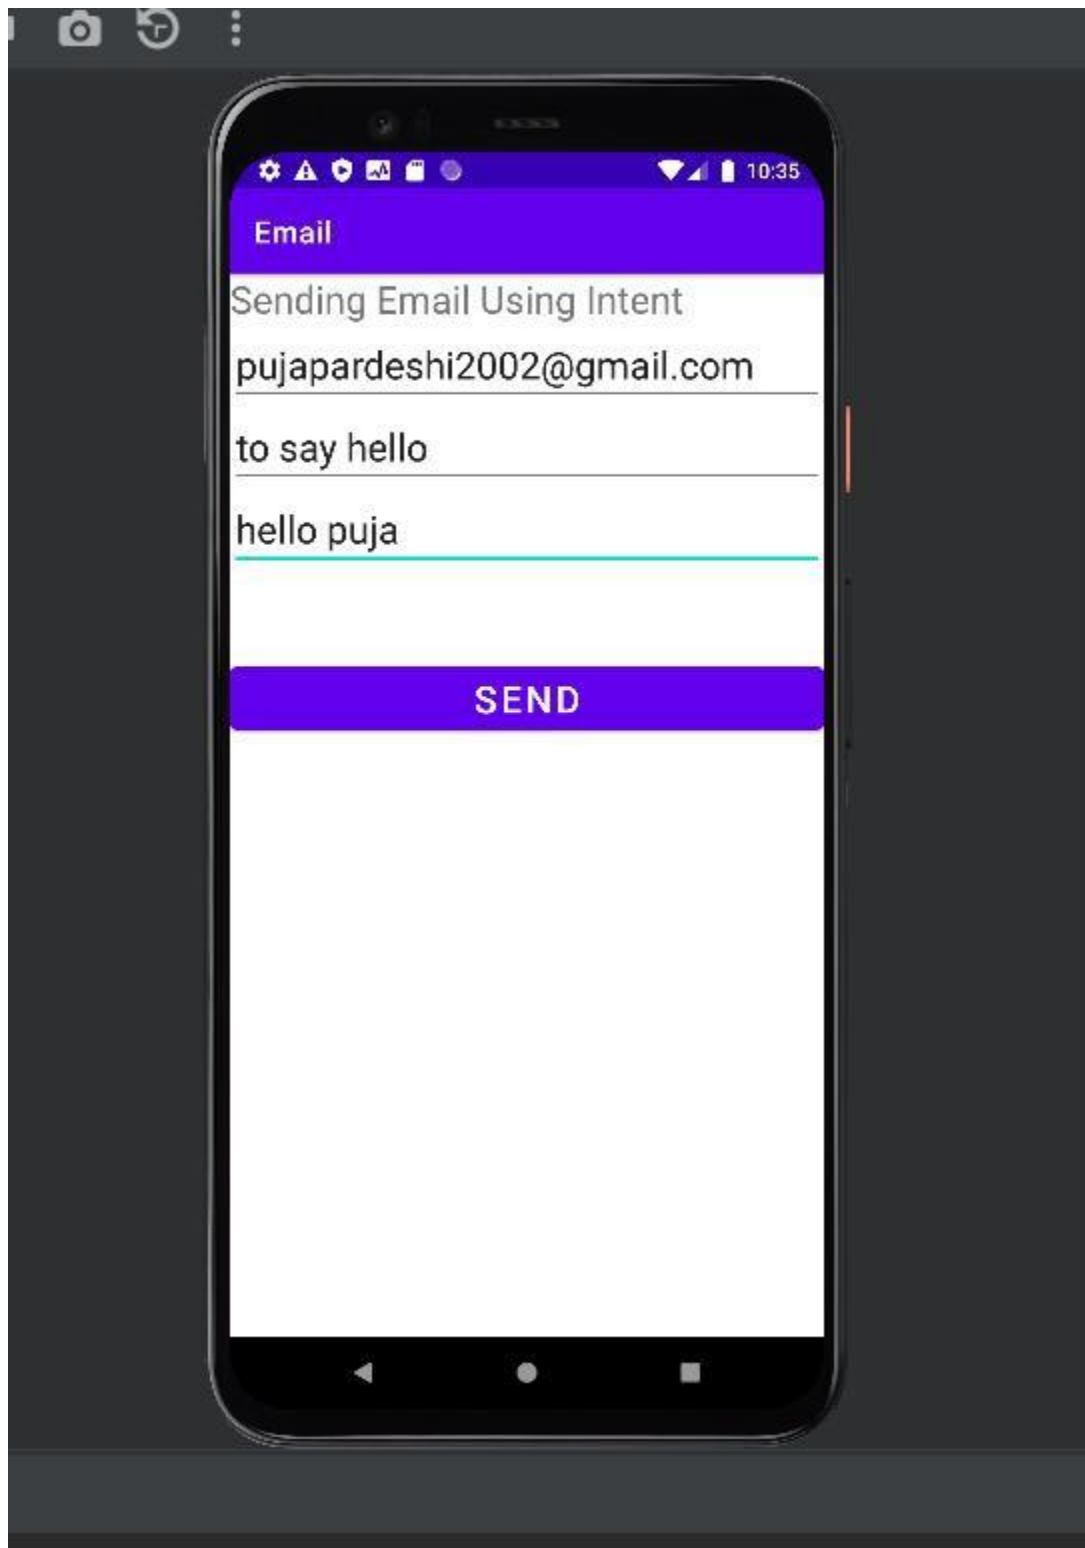 10:35
Email
Sending Email Using Intent
pujapardeshi2002@gmail.com
to say hello
hello puja
SEND